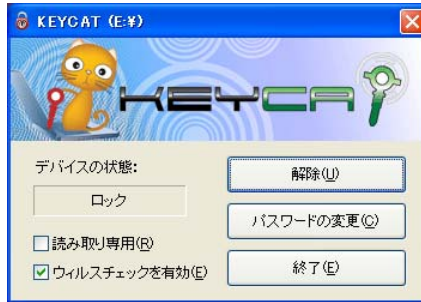 KEYCAT (E:¥)
KEYCAT
デバイスの状態:
ロック
読み取り専用(R)
ウィルスチェックを有効(E)
解除(U)
パスワードの変更(C)
終了(E)